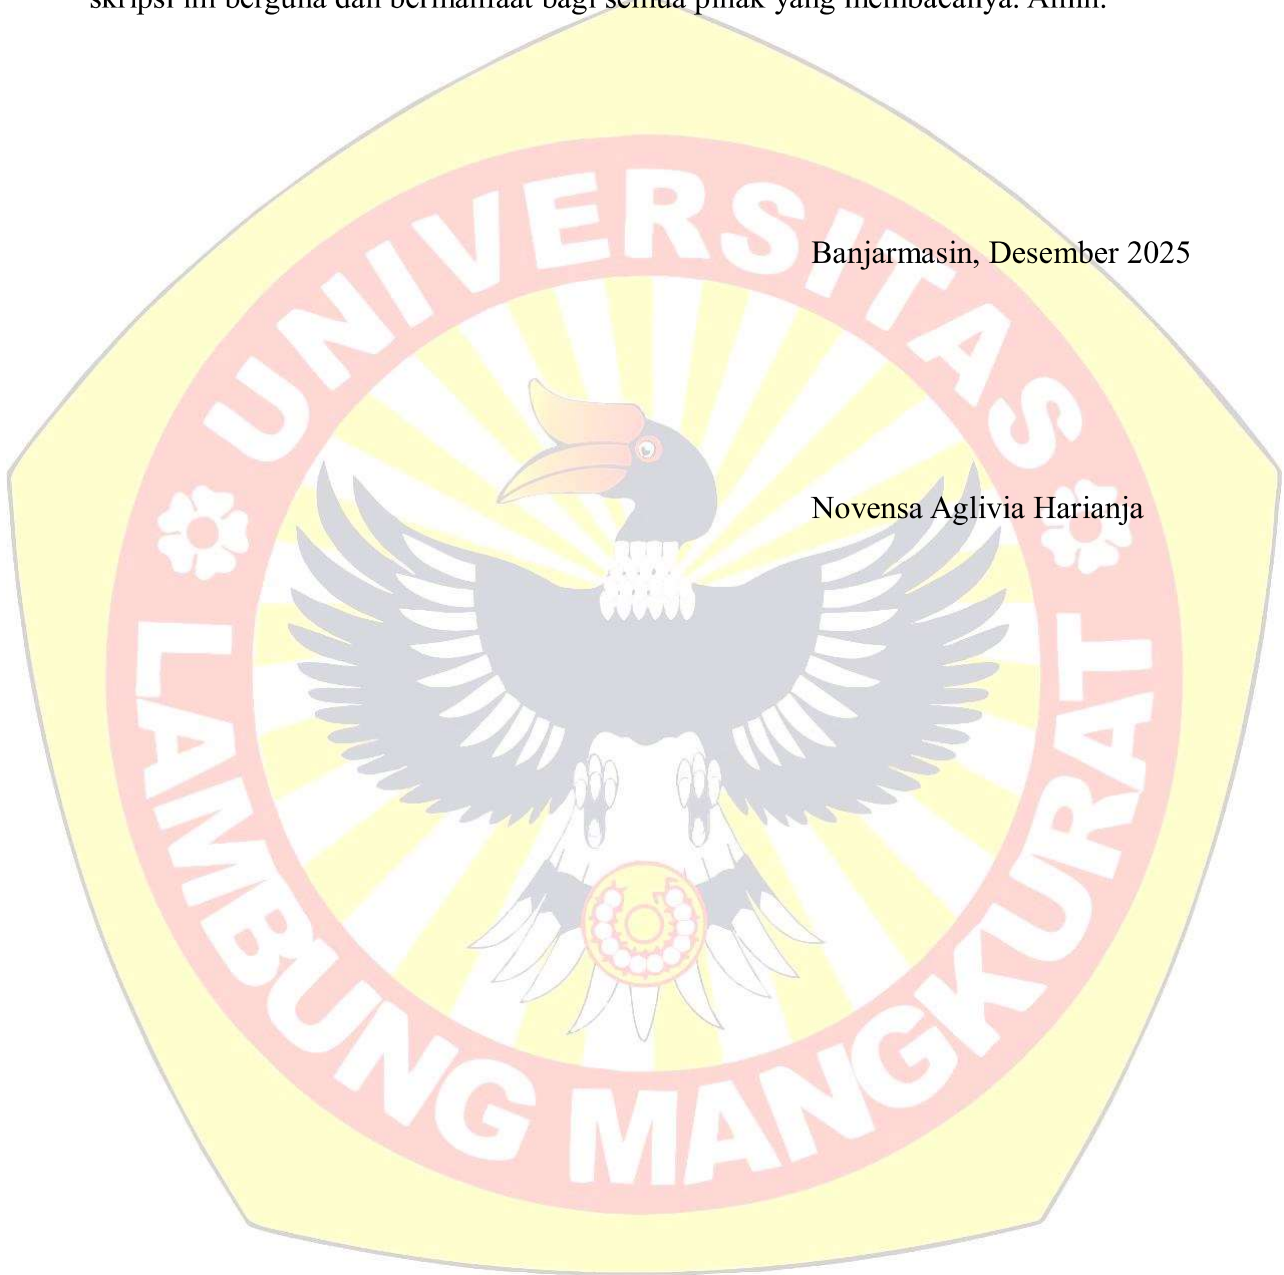 skripsi ini berguna dan bermanfaat bagi semua pihak yang membacanya. Amin.
UNIVERSITAS
Banjarmasin, Desember 2025
Novensa Aglivia Harianja
LAMBUNG MANGKURAT